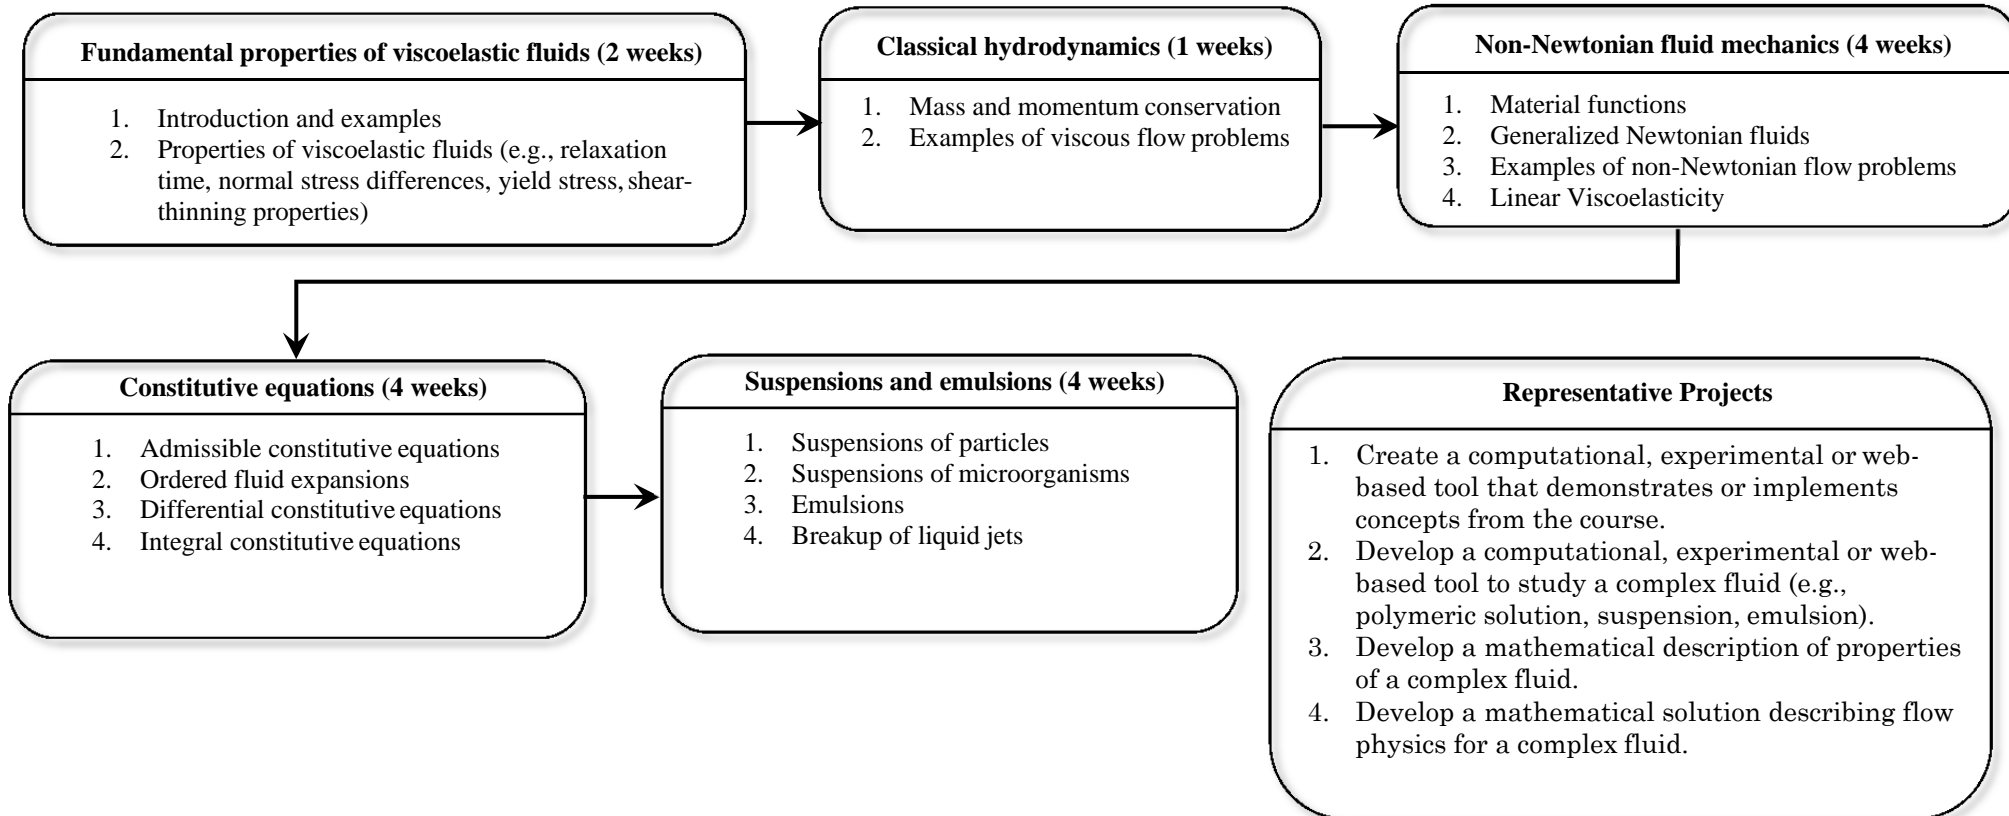 Fundamental properties of viscoelastic fluids (2 weeks)
1. Introduction and examples
2. Properties of viscoelastic fluids (e.g., relaxation
time, normal stress differences, yield stress, shear-
thinning properties)
Classical hydrodynamics (1 weeks)
1. Mass and momentum conservation
2. Examples of viscous flow problems
Non-Newtonian fluid mechanics (4 weeks)
1. Material functions
2. Generalized Newtonian fluids
3. Examples of non-Newtonian flow problems
4. Linear Viscoelasticity
Constitutive equations (4 weeks)
1. Admissible constitutive equations
2. Ordered fluid expansions
3. Differential constitutive equations
4. Integral constitutive equations
Suspensions and emulsions (4 weeks)
1. Suspensions of particles
2. Suspensions of microorganisms
3. Emulsions
4. Breakup of liquid jets
Representative Projects
1. Create a computational, experimental or web-
based tool that demonstrates or implements
concepts from the course.
2. Develop a computational, experimental or web-
based tool to study a complex fluid (e.g.,
polymeric solution, suspension, emulsion).
3. Develop a mathematical description of properties
of a complex fluid.
4. Develop a mathematical solution describing flow
physics for a complex fluid.